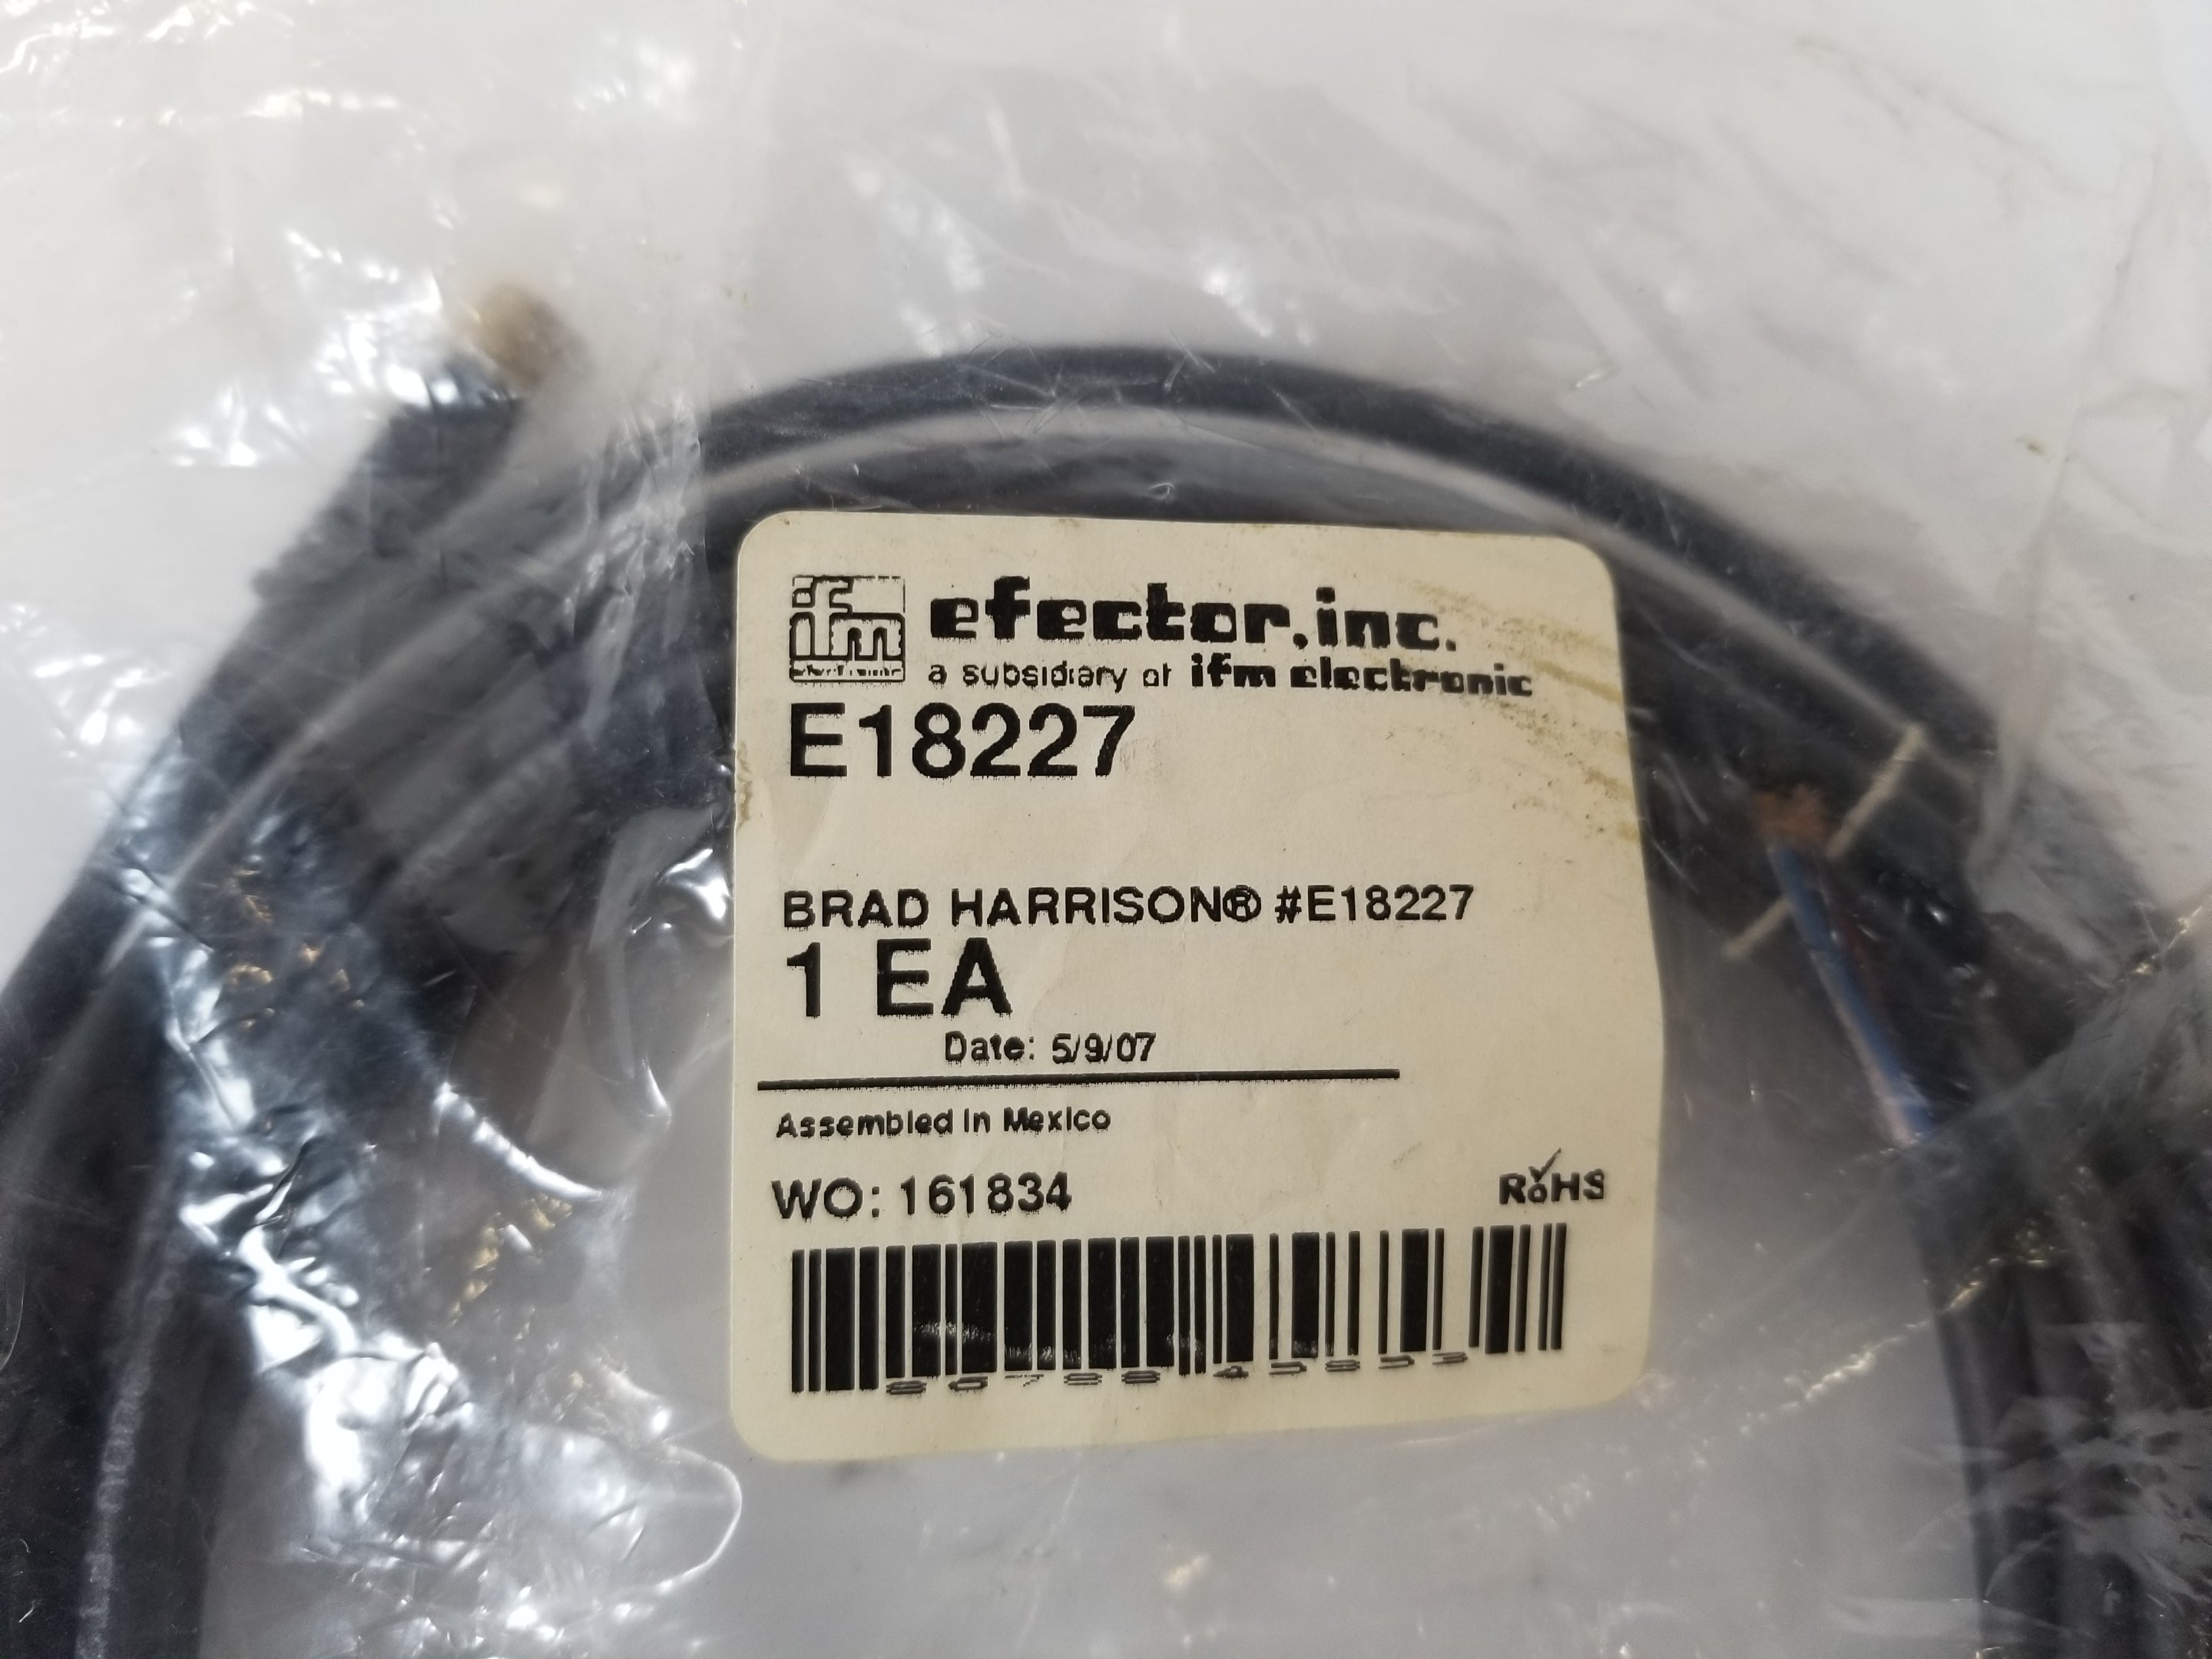 ifm efector, inc.
a subsidiary of ifm electronic
E18227
BRAD HARRISON® #E18227
1 EA
Date: 5/9/07
Assembled in Mexico
WO: 161834
RoHS